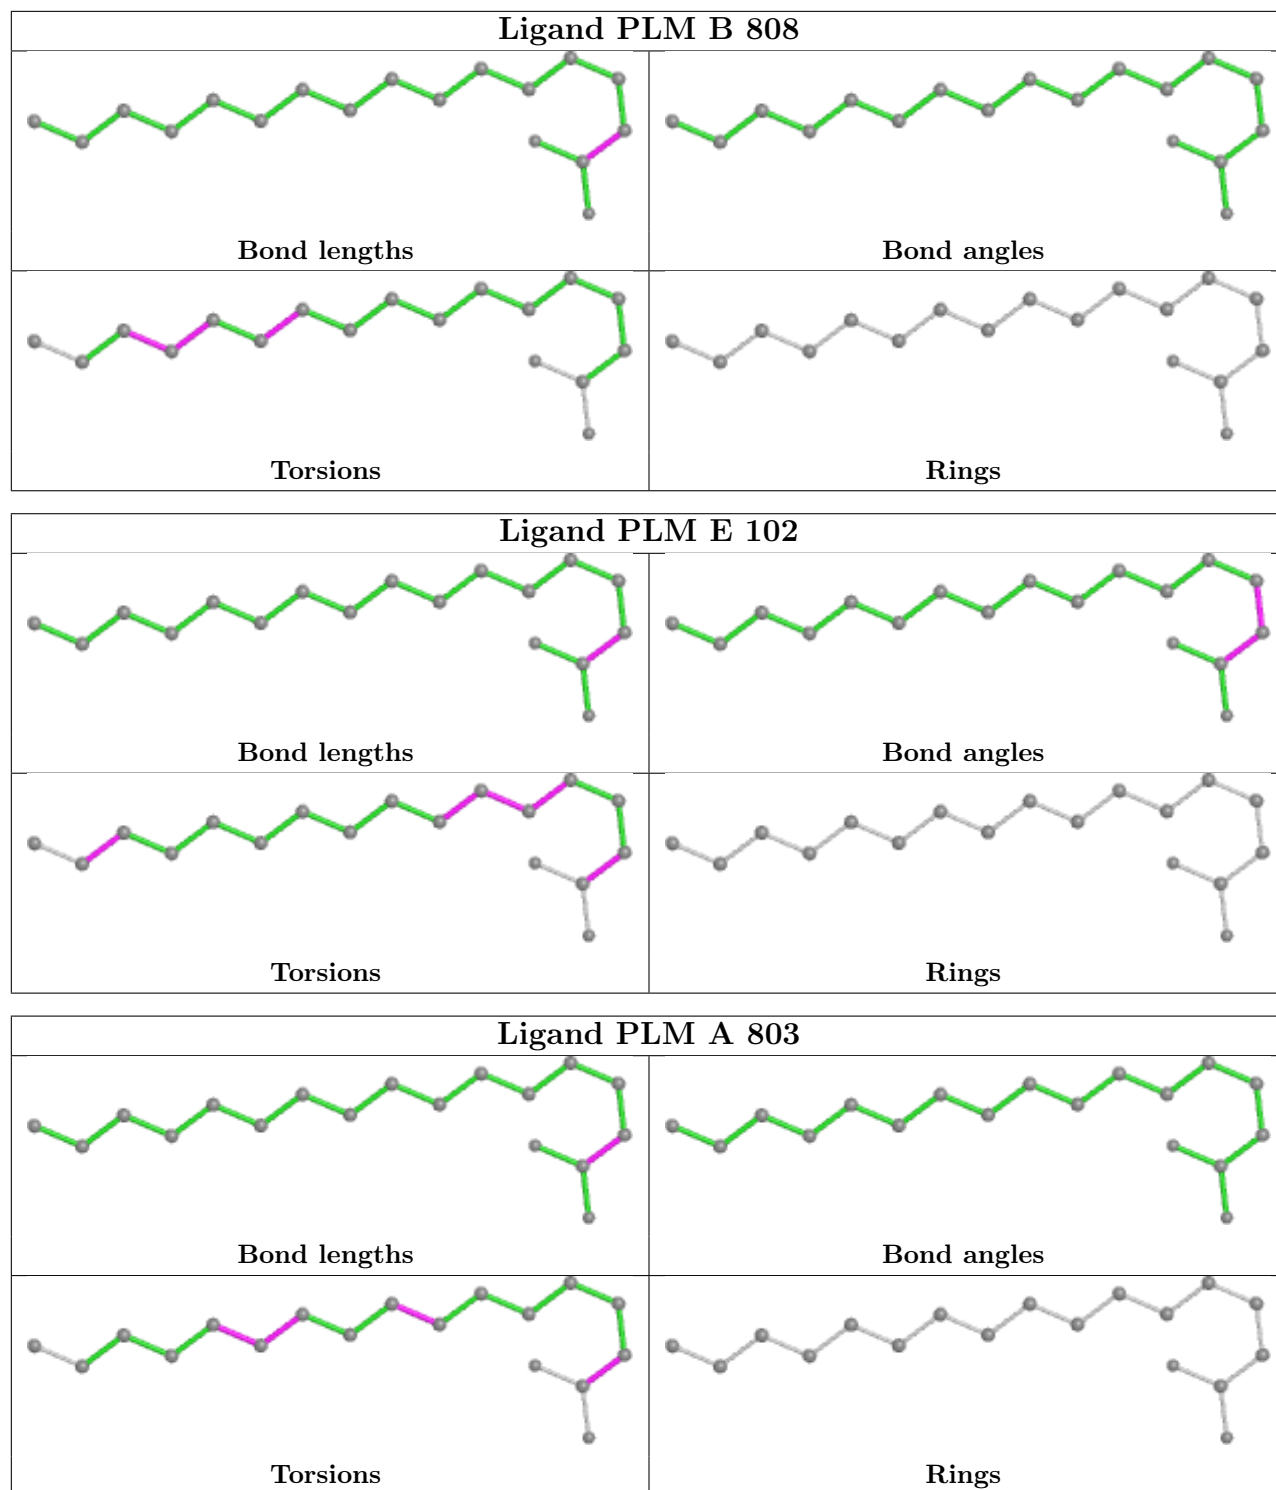 Ligand PLM B 808
Bond lengths
Bond angles
Torsions
Rings
Ligand PLM E 102
Bond lengths
Bond angles
Torsions
Rings
Ligand PLM A 803
Bond lengths
Bond angles
Torsions
Rings